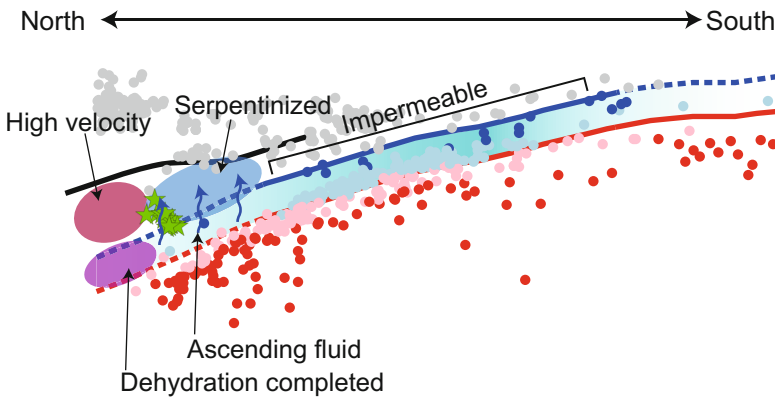 North
South
Serpentinized
Impermeable
High velocity
Ascending fluid
Dehydration completed